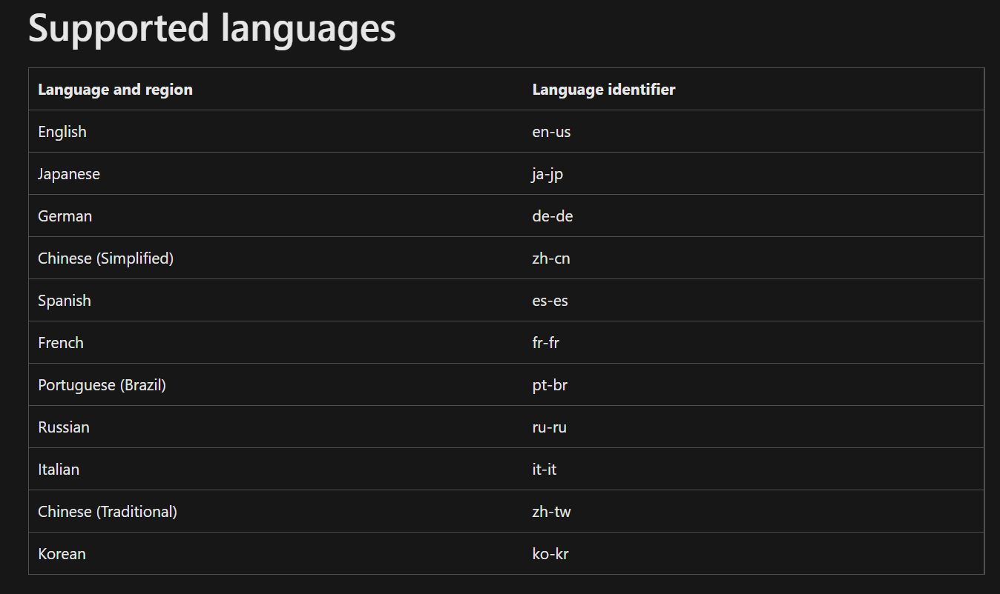 Supported languages
Language and region Language identifier
English en-us
Japanese ja-jp
German de-de
Chinese (Simplified) zh-cn
Spanish es-es
French fr-fr
Portuguese (Brazil) pt-br
Russian ru-ru
Italian it-it
Chinese (Traditional) zh-tw
Korean ko-kr